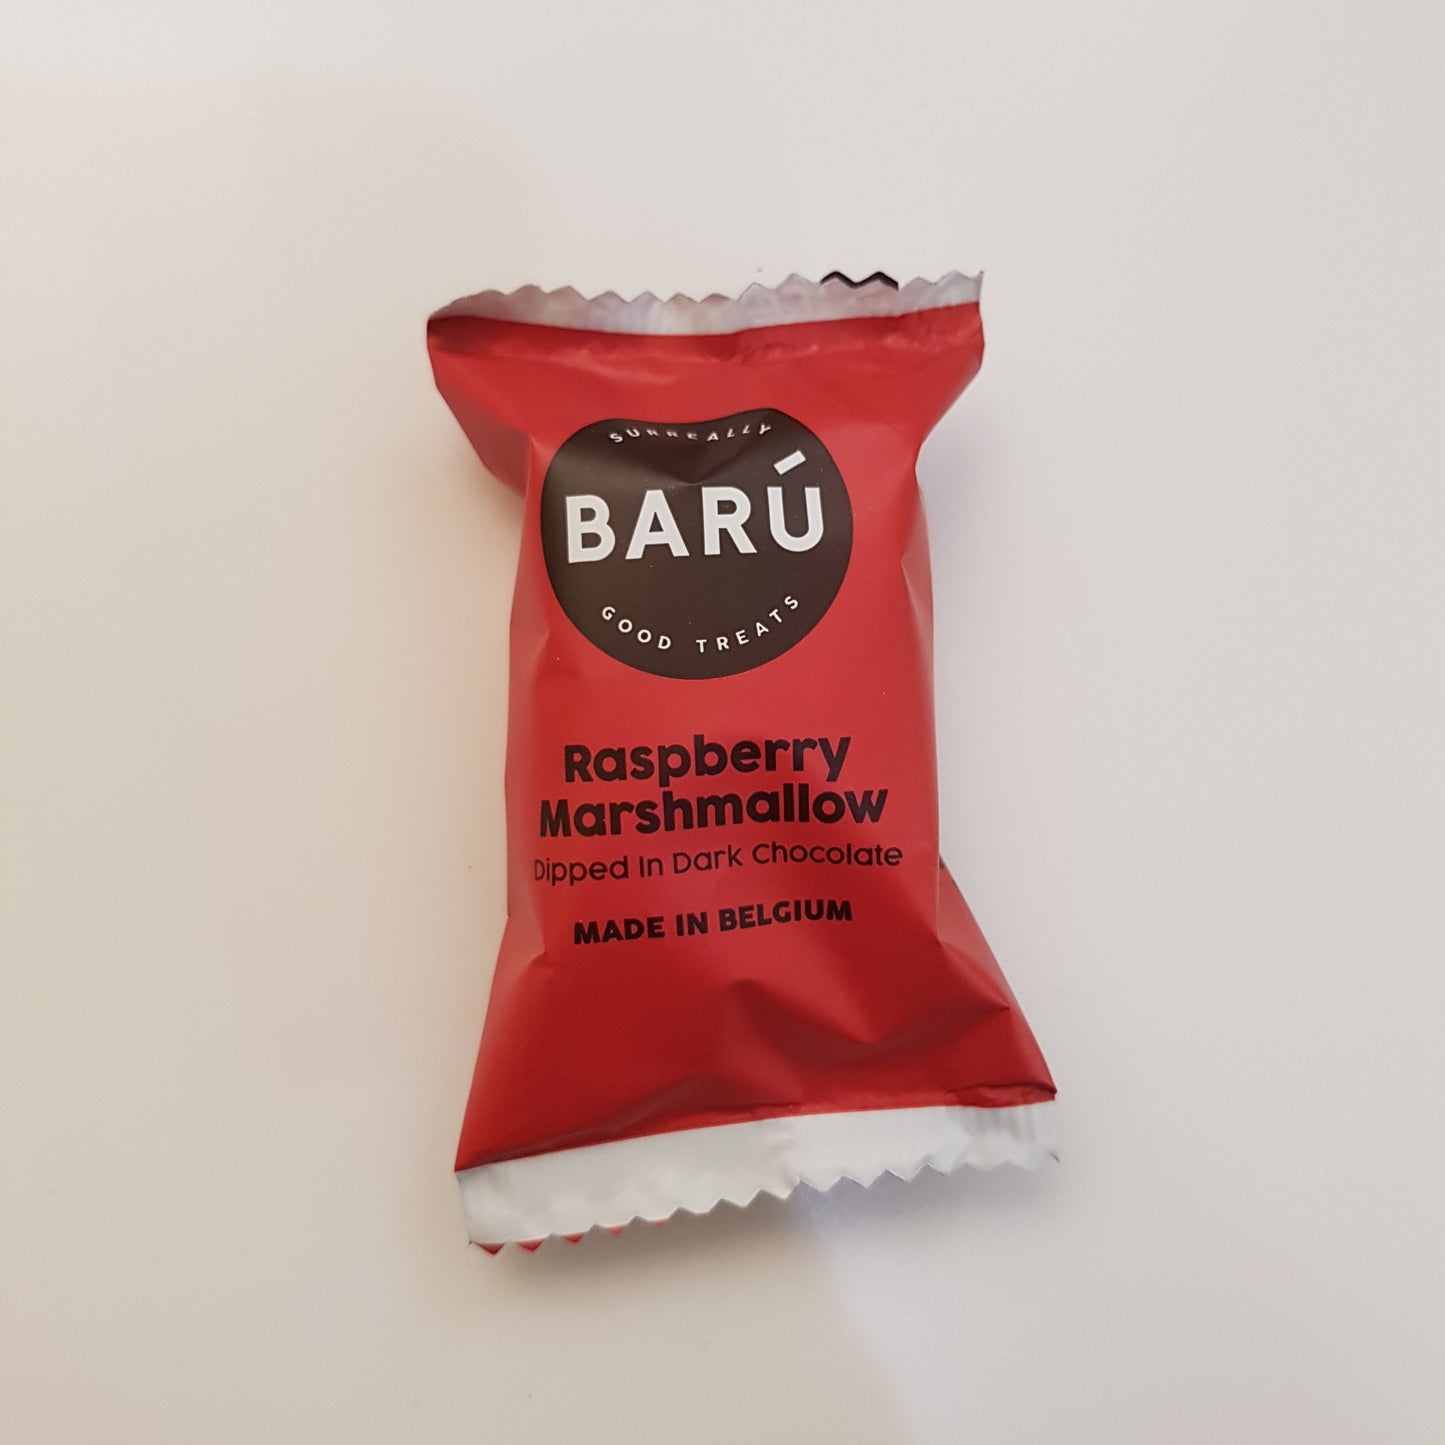 SURREALLY
BARÚ
GOOD TREATS
Raspberry
Marshmallow
Dipped In Dark Chocolate
MADE IN BELGIUM